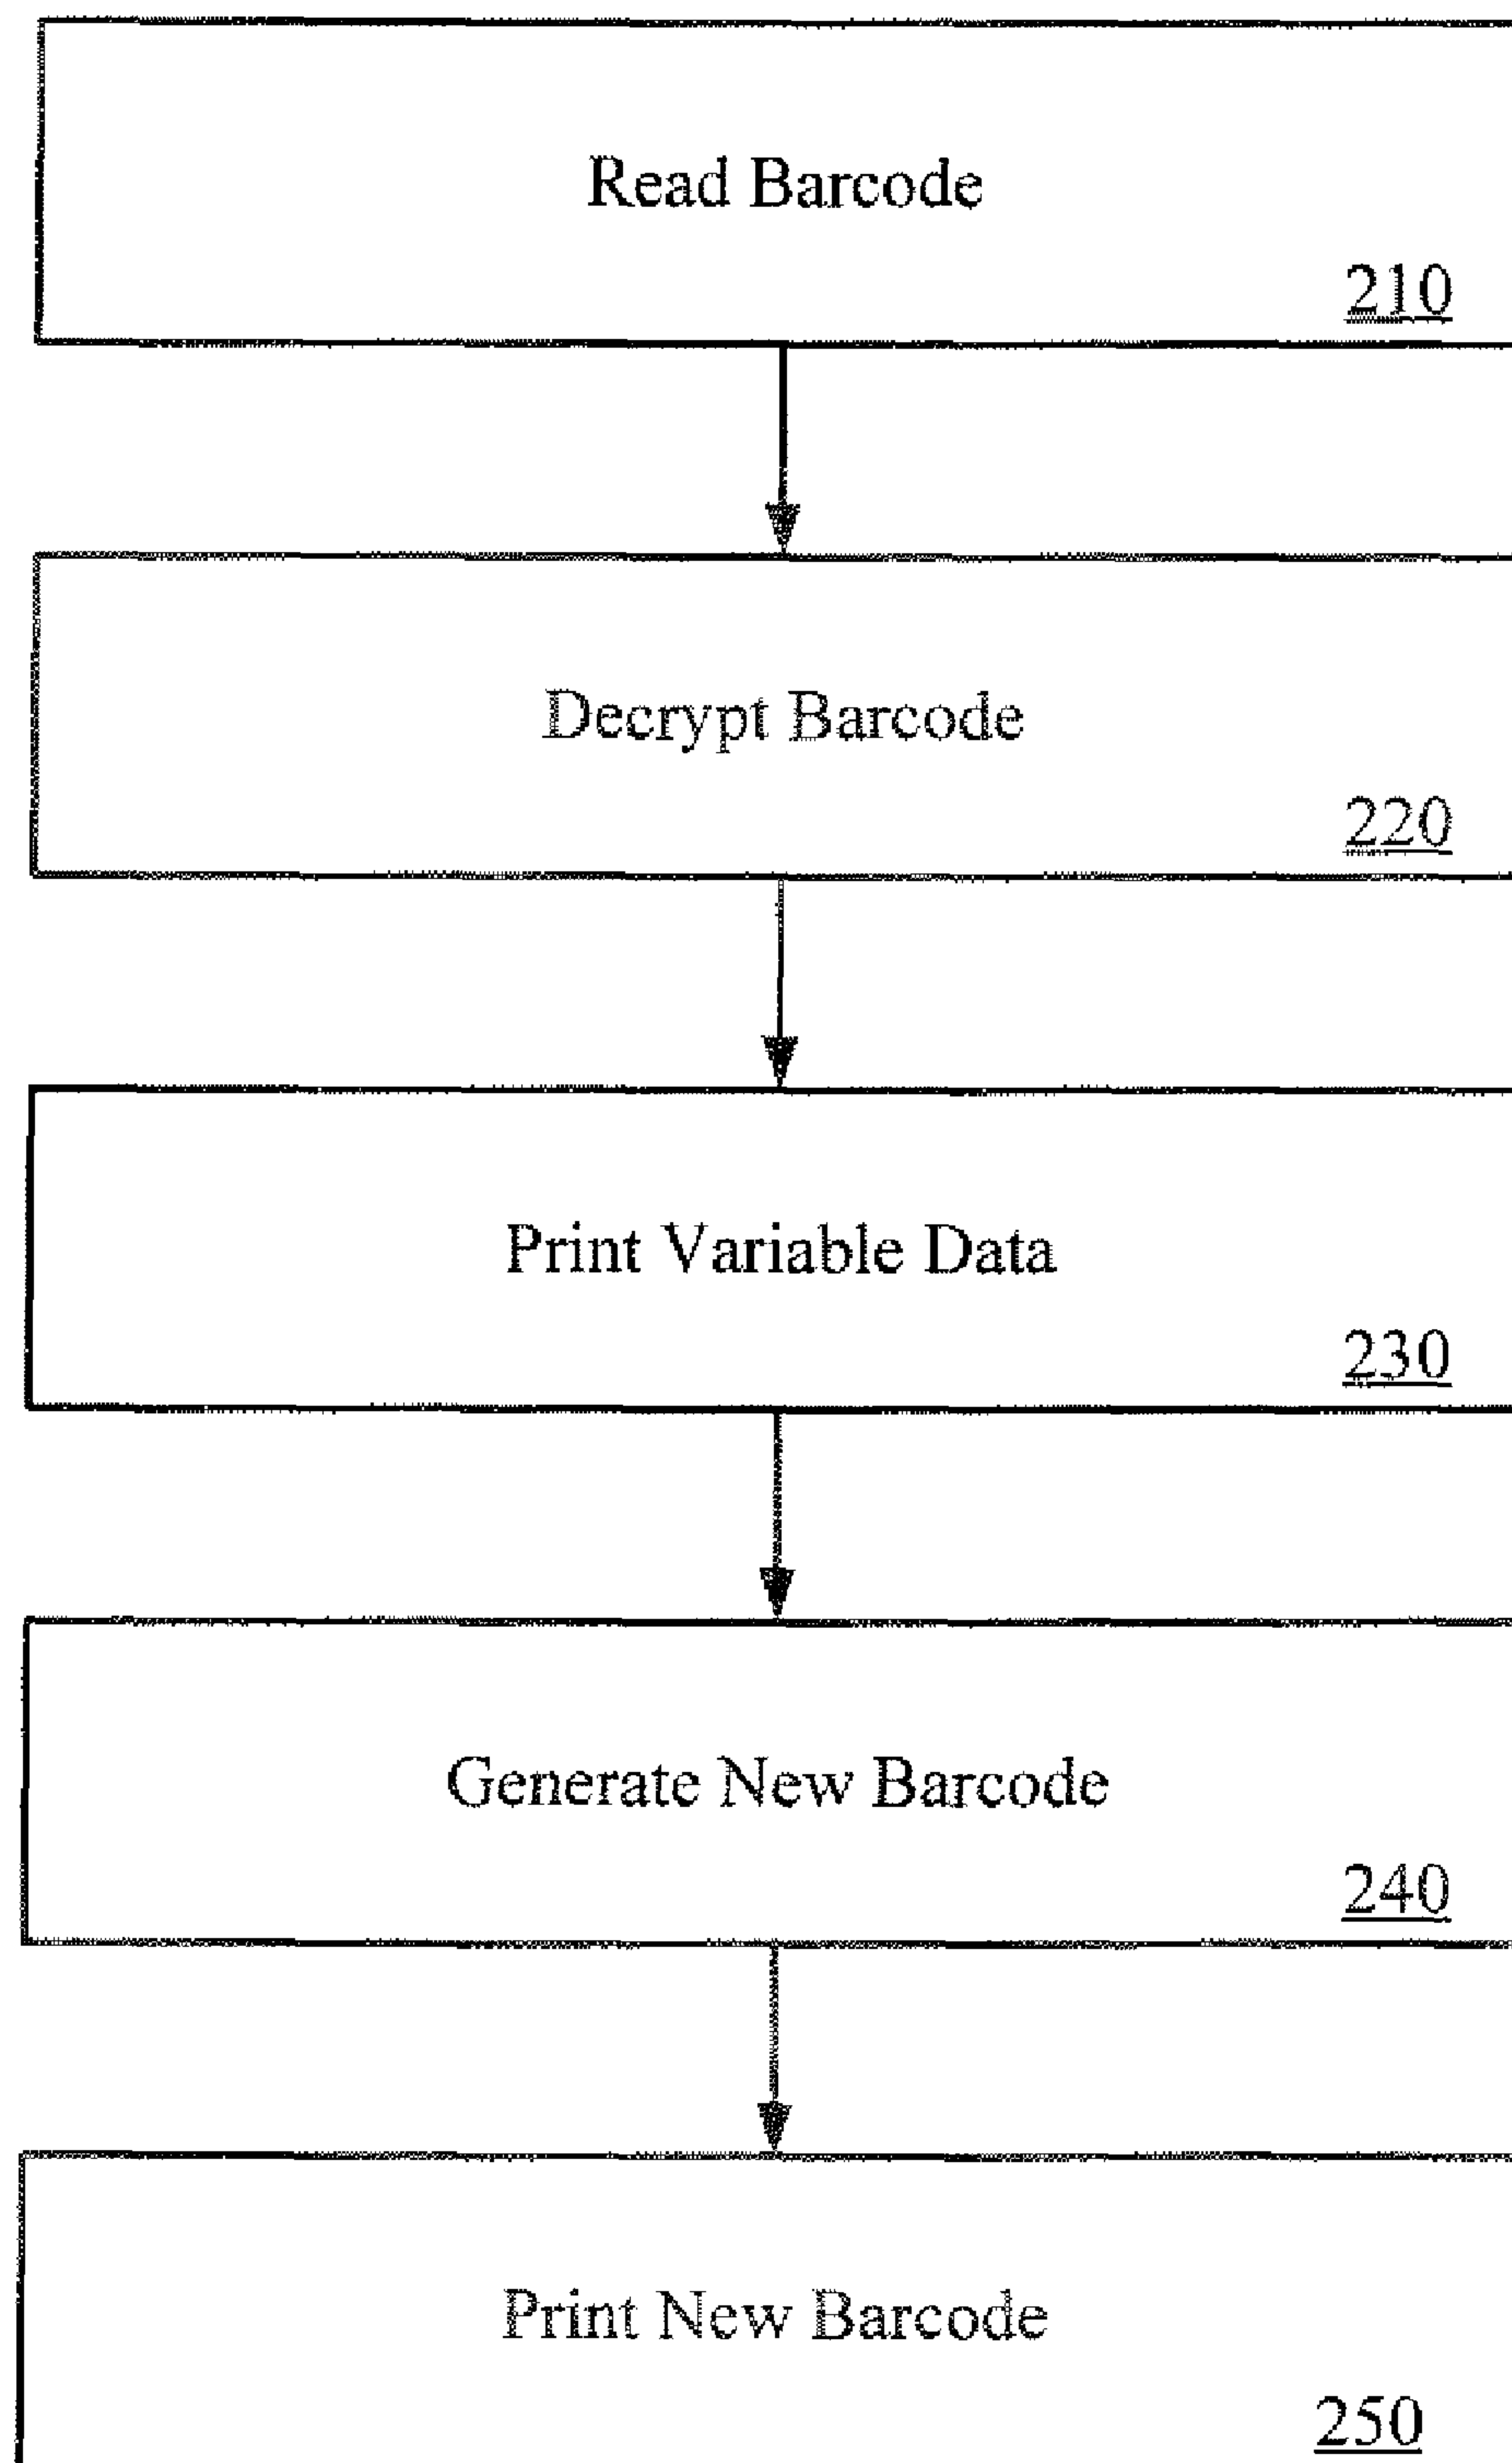 Read Barcode
210
Decrypt Barcode
220
Print Variable Data
230
Generate New Barcode
240
Print New Barcode
250